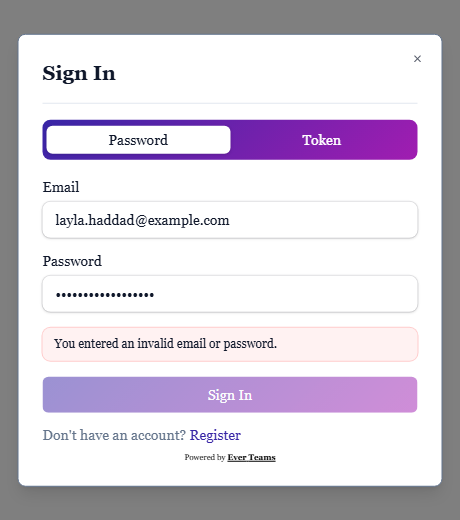 Sign In
×
Password
Token
Email
layla.haddad@example.com
Password
••••••••••••••••••
You entered an invalid email or password.
Sign In
Don't have an account? Register
Powered by Ever Teams